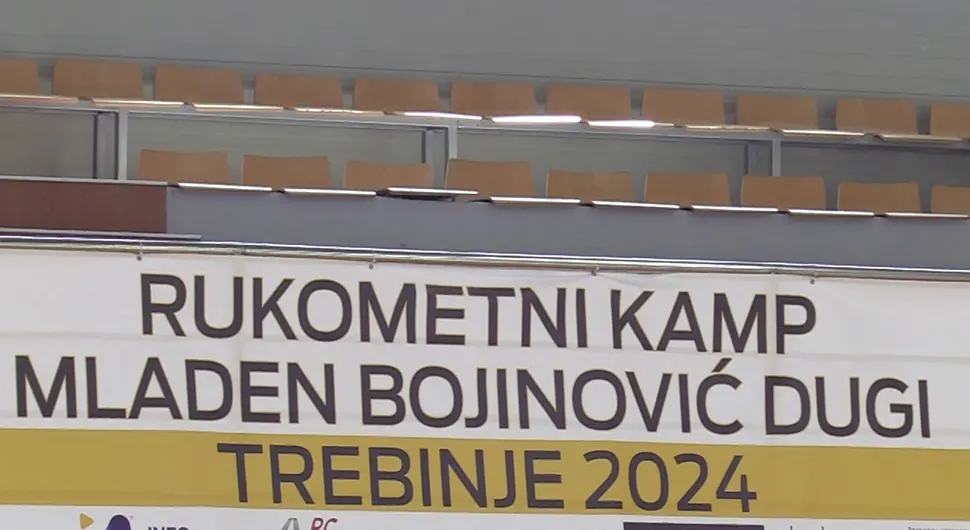 RUKOMETNI KAMP
MLADEN BOJINOVIĆ DUGI
TREBINJE 2024